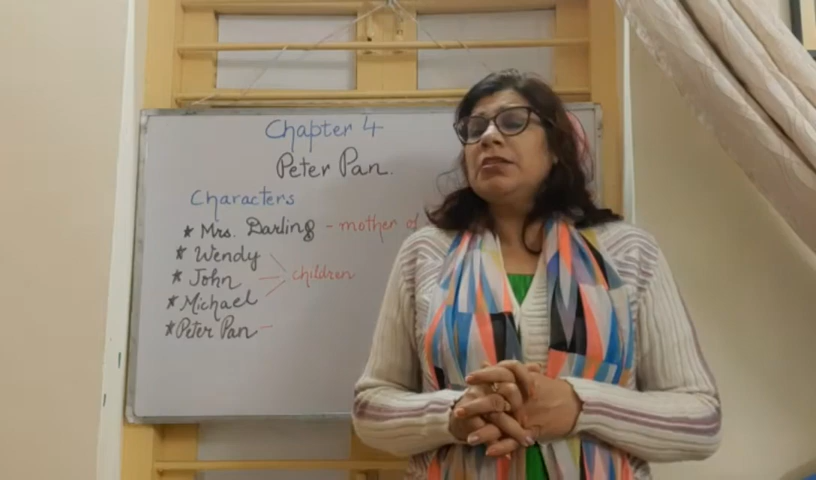 Chapter 4
Peter Pan.
Characters
* Mrs. Darling - mother of
* Wendy
* John
children
* Michael
* Peter Pan -